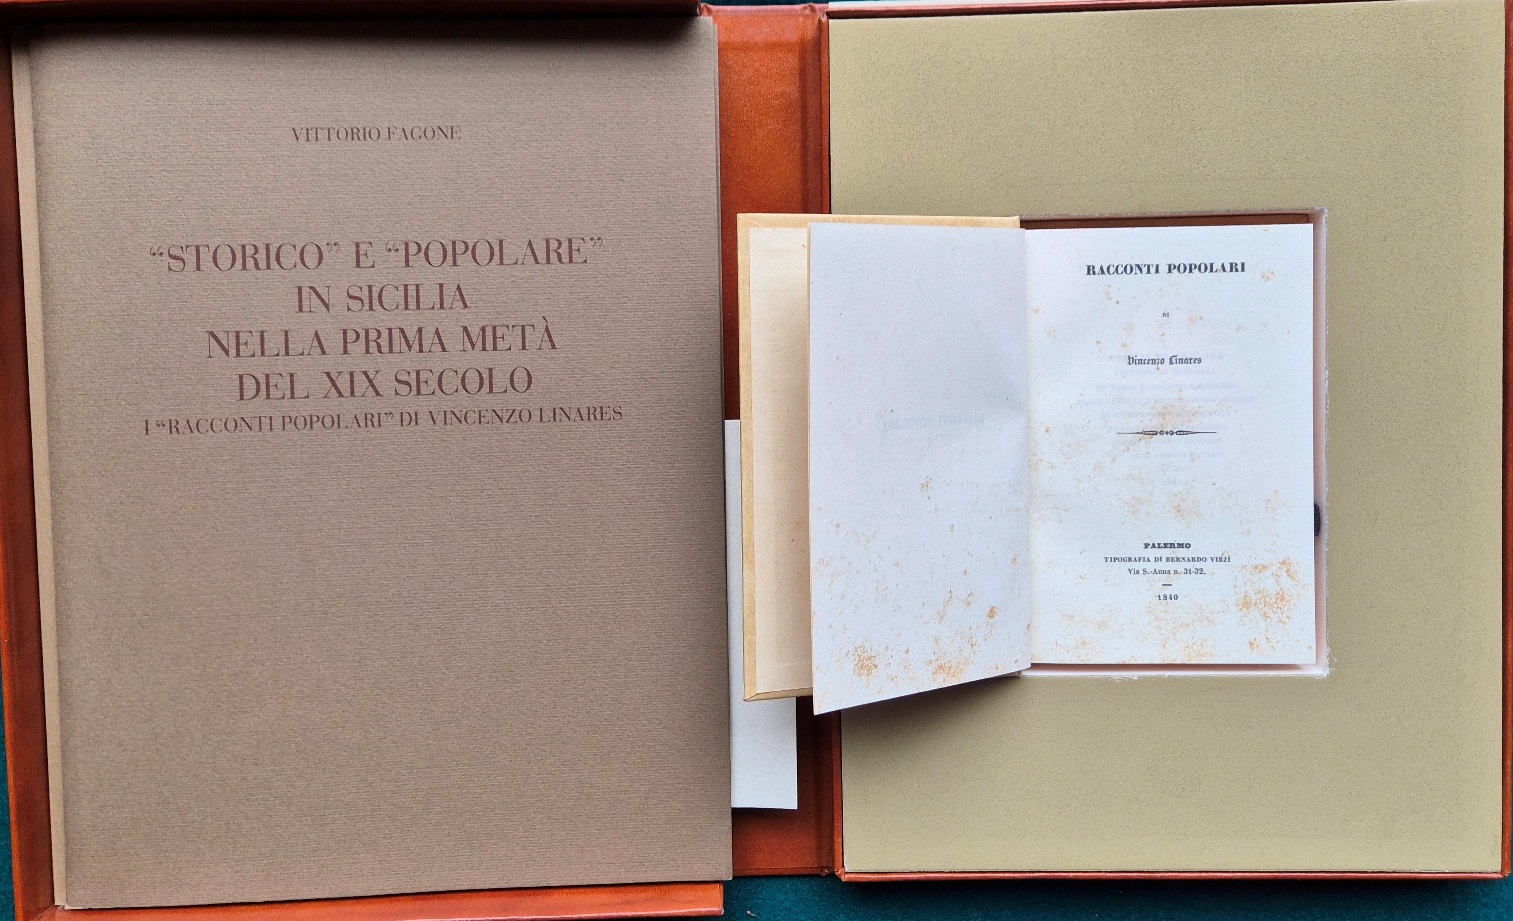 VITTORIO FAGONE
“STORICO” E “POPOLARE”
IN SICILIA
NELLA PRIMA METÀ
DEL XIX SECOLO
I “RACCONTI POPOLARI” DI VINCENZO LINARES
RACCONTI POPOLARI
DI
Vincenzo Linares
PALERMO
TIPOGRAFIA DI BERNARDO VIRZÌ
Via S.-Anna n. 31-32.
1840